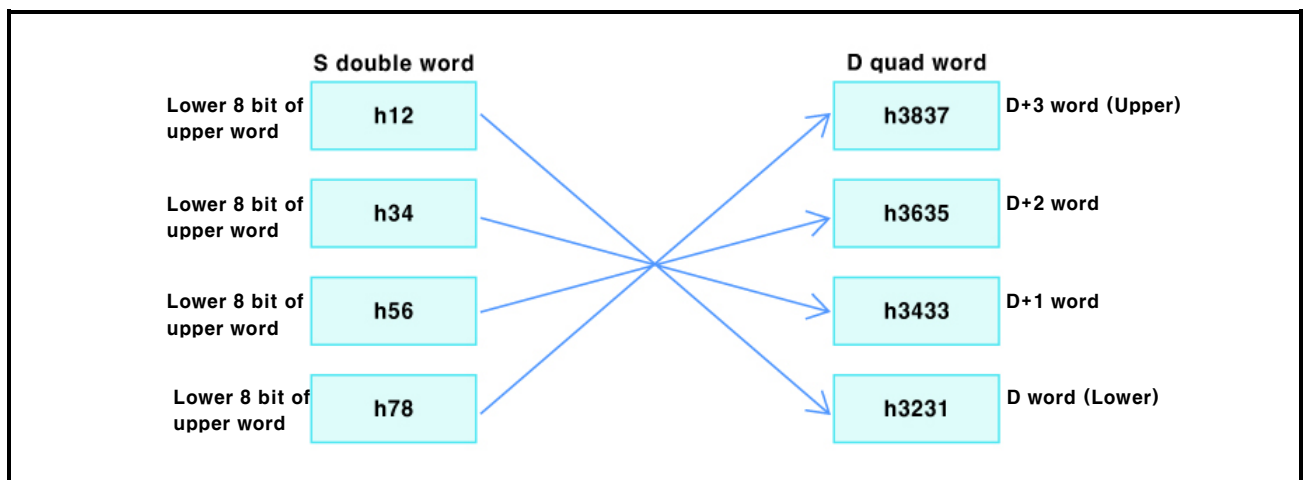 S double word
D quad word
Lower 8 bit of
upper word
h12
h3837
D+3 word (Upper)
Lower 8 bit of
upper word
h34
h3635
D+2 word
Lower 8 bit of
upper word
h56
h3433
D+1 word
Lower 8 bit of
upper word
h78
h3231
D word (Lower)